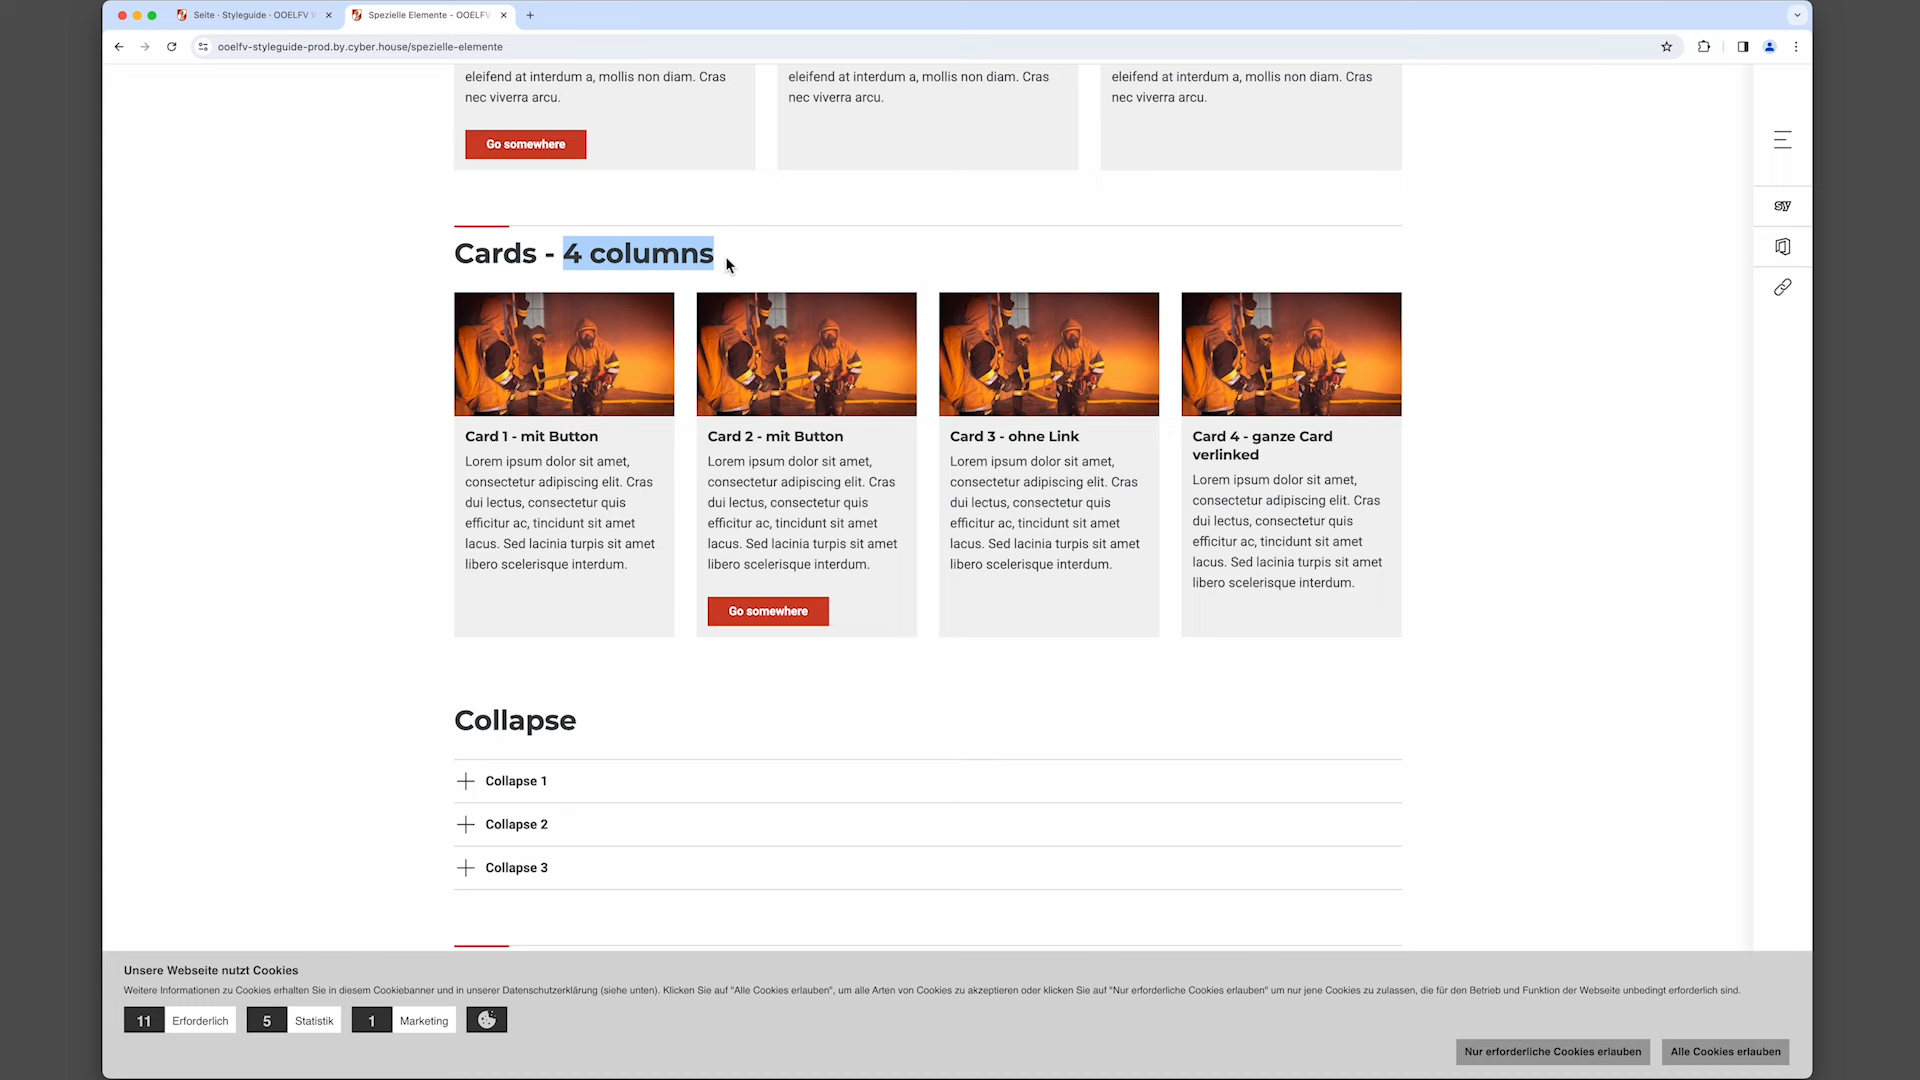 Seite · Styleguide · OOELFV W
Spezielle Elemente - OOELFV
ooelfv-styleguide-prod.by.cyber.house/spezielle-elemente
eleifend at interdum a, mollis non diam. Cras
nec viverra arcu.
Go somewhere
eleifend at interdum a, mollis non diam. Cras
nec viverra arcu.
eleifend at interdum a, mollis non diam. Cras
nec viverra arcu.
sy
Cards - 4 columns
Card 1 - mit Button
Lorem ipsum dolor sit amet,
consectetur adipiscing elit. Cras
dui lectus, consectetur quis
efficitur ac, tincidunt sit amet
lacus. Sed lacinia turpis sit amet
libero scelerisque interdum.
Card 2 - mit Button
Lorem ipsum dolor sit amet,
consectetur adipiscing elit. Cras
dui lectus, consectetur quis
efficitur ac, tincidunt sit amet
lacus. Sed lacinia turpis sit amet
libero scelerisque interdum.
Go somewhere
Card 3 - ohne Link
Lorem ipsum dolor sit amet,
consectetur adipiscing elit. Cras
dui lectus, consectetur quis
efficitur ac, tincidunt sit amet
lacus. Sed lacinia turpis sit amet
libero scelerisque interdum.
Card 4 - ganze Card
verlinked
Lorem ipsum dolor sit amet,
consectetur adipiscing elit. Cras
dui lectus, consectetur quis
efficitur ac, tincidunt sit amet
lacus. Sed lacinia turpis sit amet
libero scelerisque interdum.
Collapse
Collapse 1
Collapse 2
Collapse 3
Unsere Webseite nutzt Cookies
Weitere Informationen zu Cookies erhalten Sie in diesem Cookiebanner und in unserer Datenschutzerklärung (siehe unten). Klicken Sie auf "Alle Cookies erlauben", um alle Arten von Cookies zu akzeptieren oder klicken Sie auf "Nur erforderliche Cookies erlauben" um nur jene Cookies zu zulassen, die für den Betrieb und Funktion der Webseite unbedingt erforderlich sind.
11 Erforderlich 5 Statistik 1 Marketing
Nur erforderliche Cookies erlauben Alle Cookies erlauben